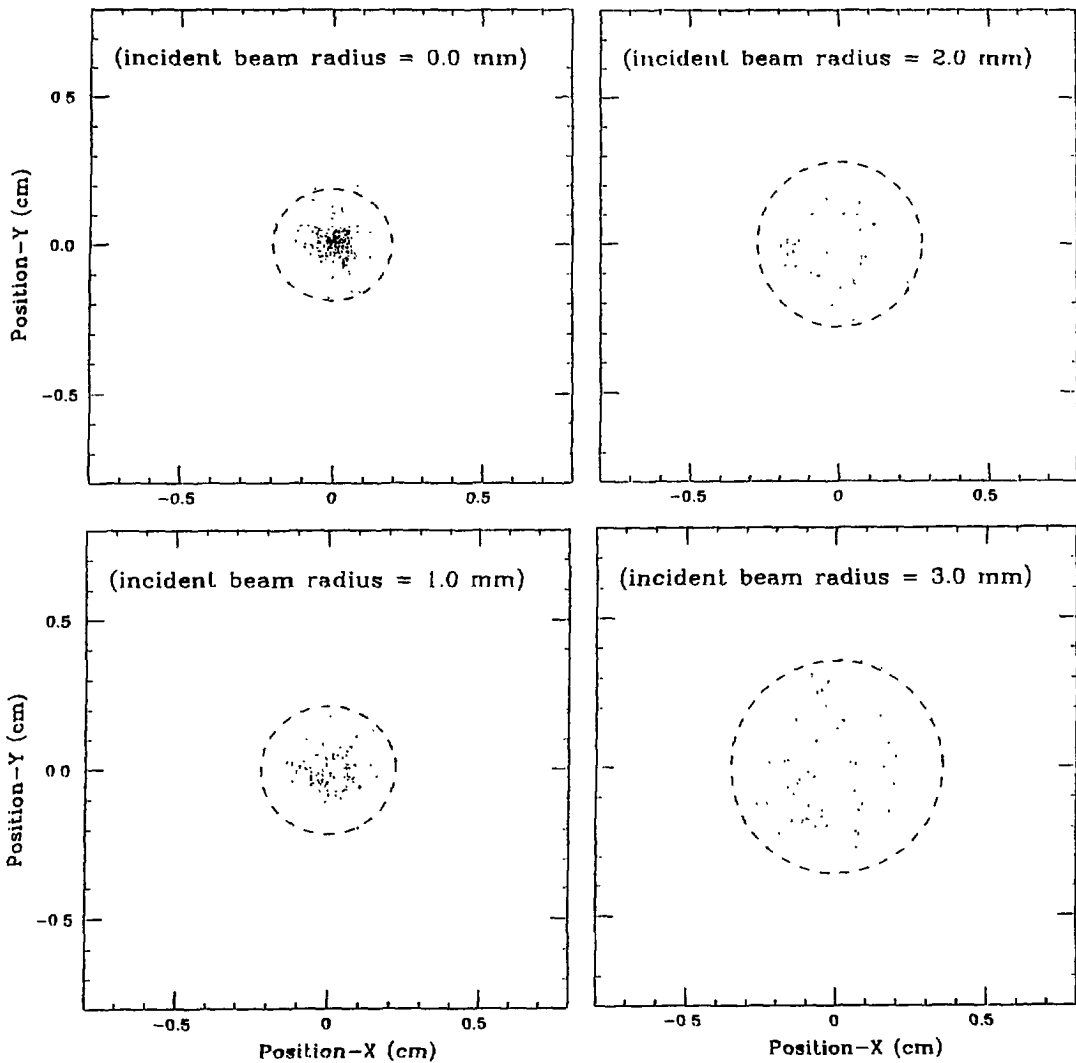 (incident beam radius = 0.0 mm)
(incident beam radius = 2.0 mm)
0 5
0.0
-0.5
Position-Y (cm)
-0.5 0 0.5
-0.5 0 0.5
(incident beam radius = 1.0 mm)
(incident beam radius = 3.0 mm)
0.5
0 0
-0 5
Position-Y (cm)
-0.5 0 0.5
-0 5 0 0.5
Position-X (cm)
Position-X (cm)